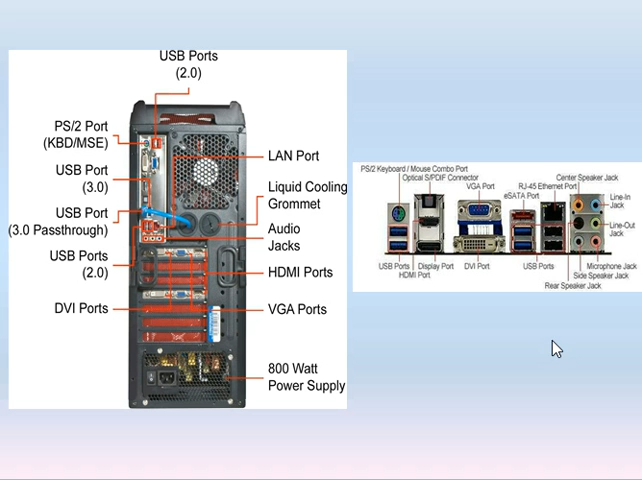 USB Ports
(2.0)
PS/2 Port
(KBD/MSE)
USB Port
(3.0)
USB Port
(3.0 Passthrough)
USB Ports
(2.0)
DVI Ports
LAN Port
Liquid Cooling
Grommet
Audio
Jacks
HDMI Ports
VGA Ports
800 Watt
Power Supply
PS/2 Keyboard / Mouse Combo Port
Optical S/PDIF Connector
VGA Port
RJ-45 Ethernet Port
eSATA Port
Center Speaker Jack
Line-In
Jack
Line-Out
Jack
Microphone Jack
Side Speaker Jack
Rear Speaker Jack
USB Ports
HDMI Port
Display Port
DVI Port
USB Ports